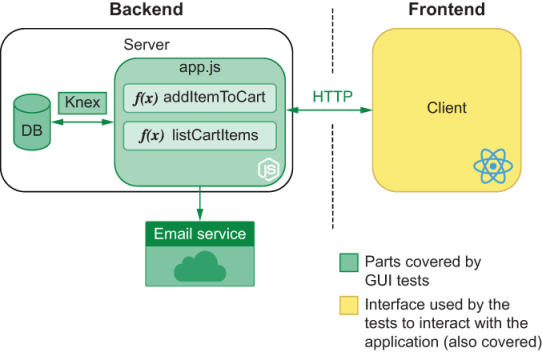 Backend
Frontend
Server
app.js
f(x) addItemToCart
f(x) listCartItems
JS
DB
Knex
HTTP
Client
Email service
Parts covered by
GUI tests
Interface used by the
tests to interact with the
application (also covered)